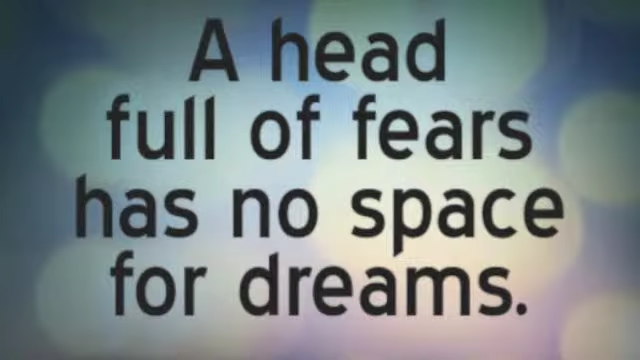 A head
full of fears
has no space
for dreams.